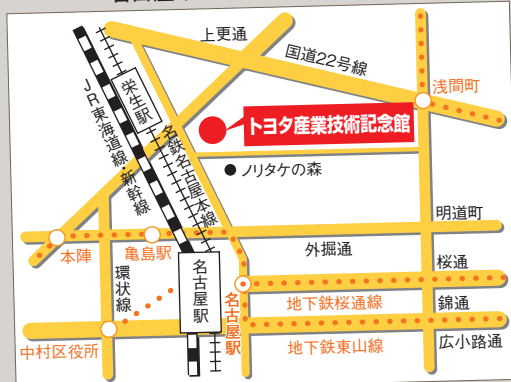 上更通
国道22号線
浅間町
栄生駅
トヨタ産業技術記念館
JR東海道線・新幹線
名鉄名古屋本線
ノリタケの森
明道町
外掘通
本陣
亀島駅
環状線
名古屋駅
名古屋駅
桜通
地下鉄桜通線
錦通
中村区役所
地下鉄東山線
広小路通